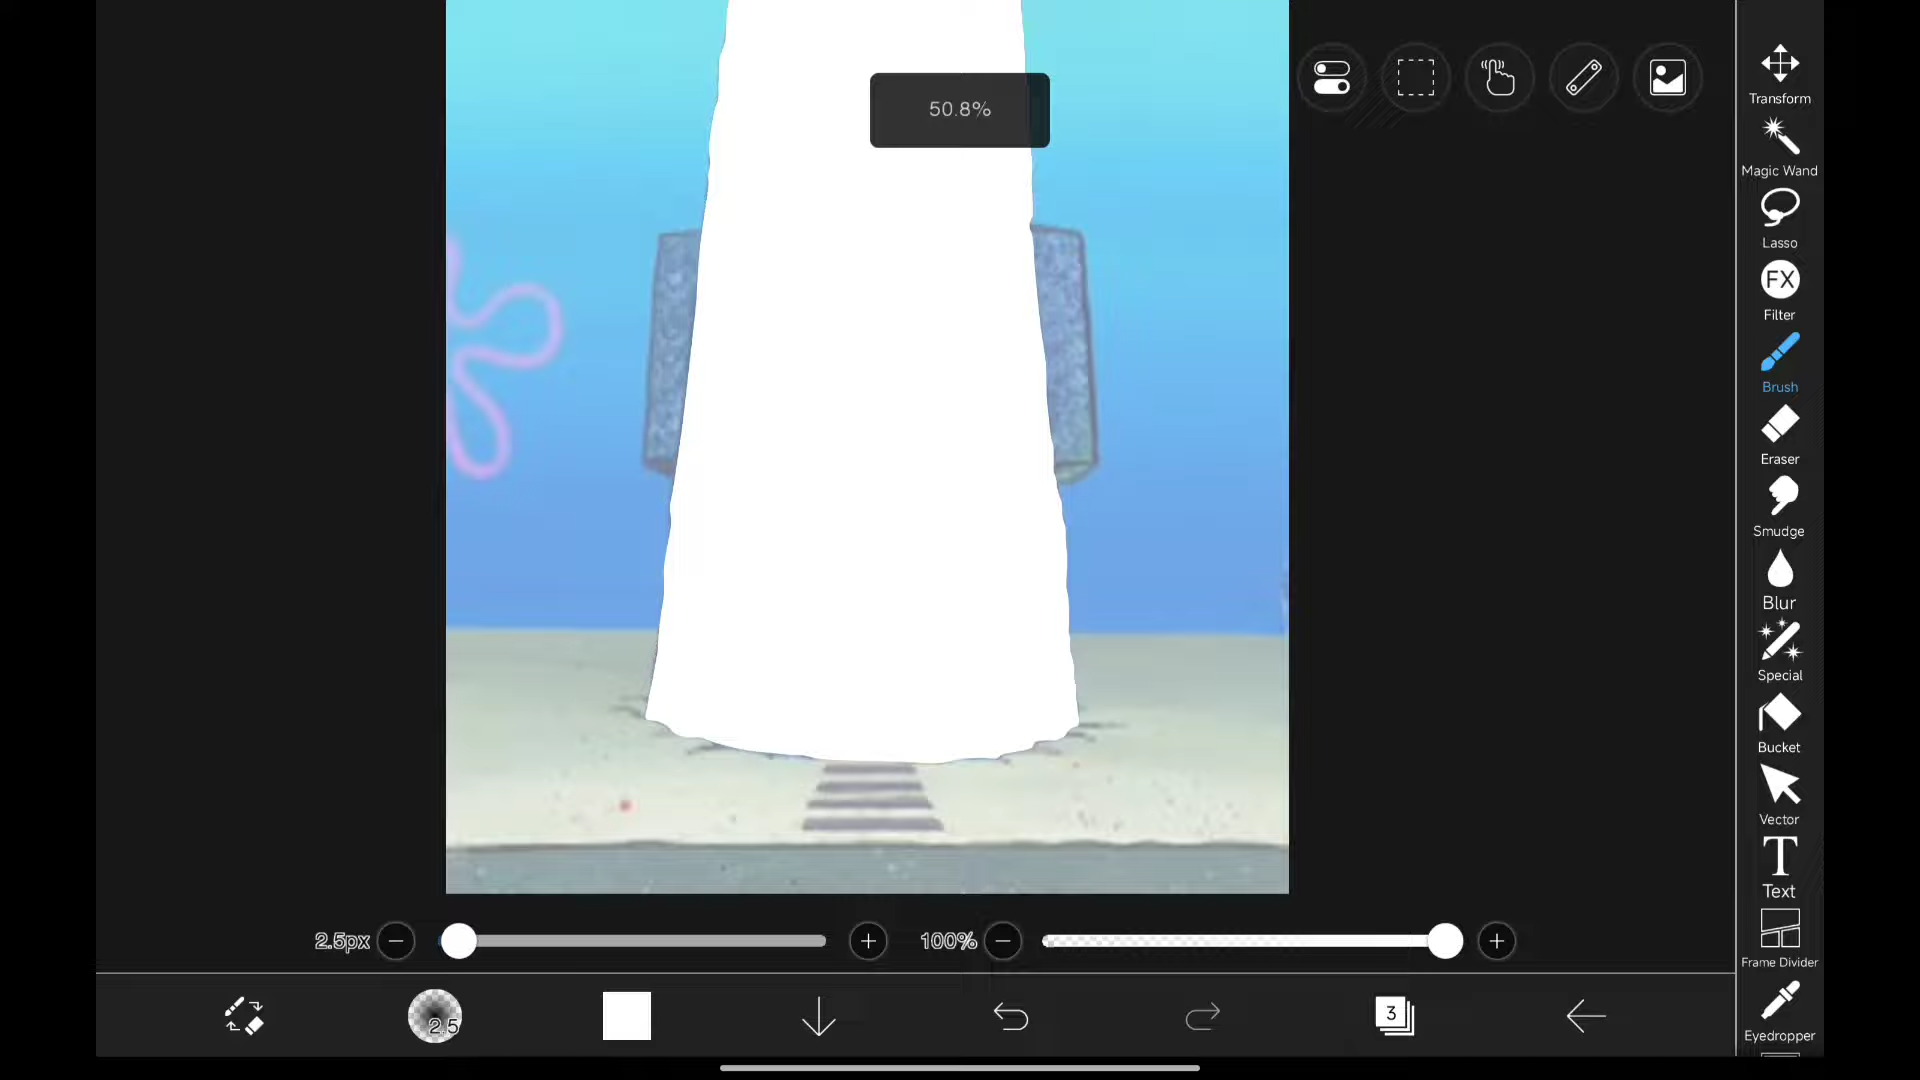 50.8%
Transform
Magic Wand
Lasso
FX
Filter
Brush
Eraser
Smudge
Blur
Special
Bucket
Vector
T
Text
Frame Divider
Eyedropper
2.5px
100%
2.5
3